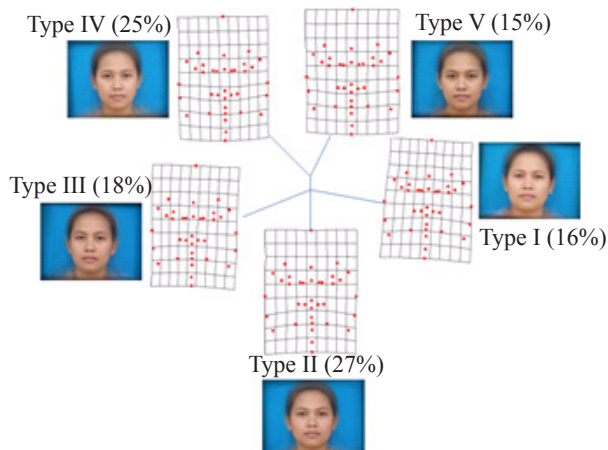 Type IV (25%)
Type V (15%)
Type III (18%)
Type I (16%)
Type II (27%)